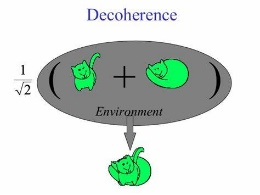 Decoherence
1/√2 ( + )
Environment